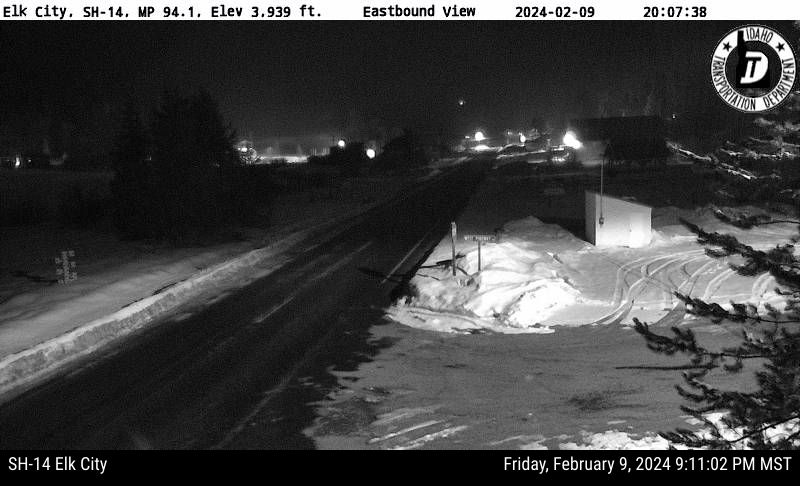 Elk City, SH-14, MP 94.1, Elev 3,939 ft. Eastbound View 2024-02-09 20:07:38
IDAHO
TRANSPORTATION DEPARTMENT
SH-14 Elk City Friday, February 9, 2024 9:11:02 PM MST